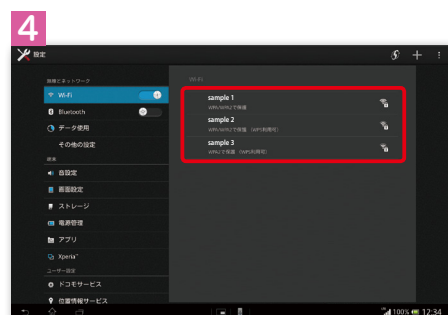 4
設定
無線とネットワーク
Wi-Fi
Bluetooth
データ使用
その他の設定
端末
音設定
画面設定
ストレージ
電源管理
アプリ
Xperia™
ユーザー設定
ドコモサービス
位置情報サービス
Wi-Fi
sample 1
WPA/WPA2で保護
sample 2
WPA/WPA2で保護 (WPS利用可)
sample 3
WPA2で保護 (WPS利用可)
100% 12:34